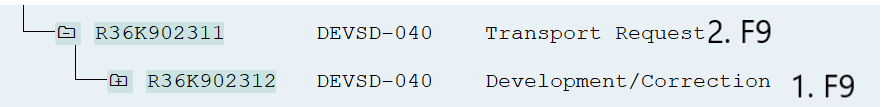 R36K902311 DEVSD-040 Transport Request 2. F9
R36K902312 DEVSD-040 Development/Correction 1. F9